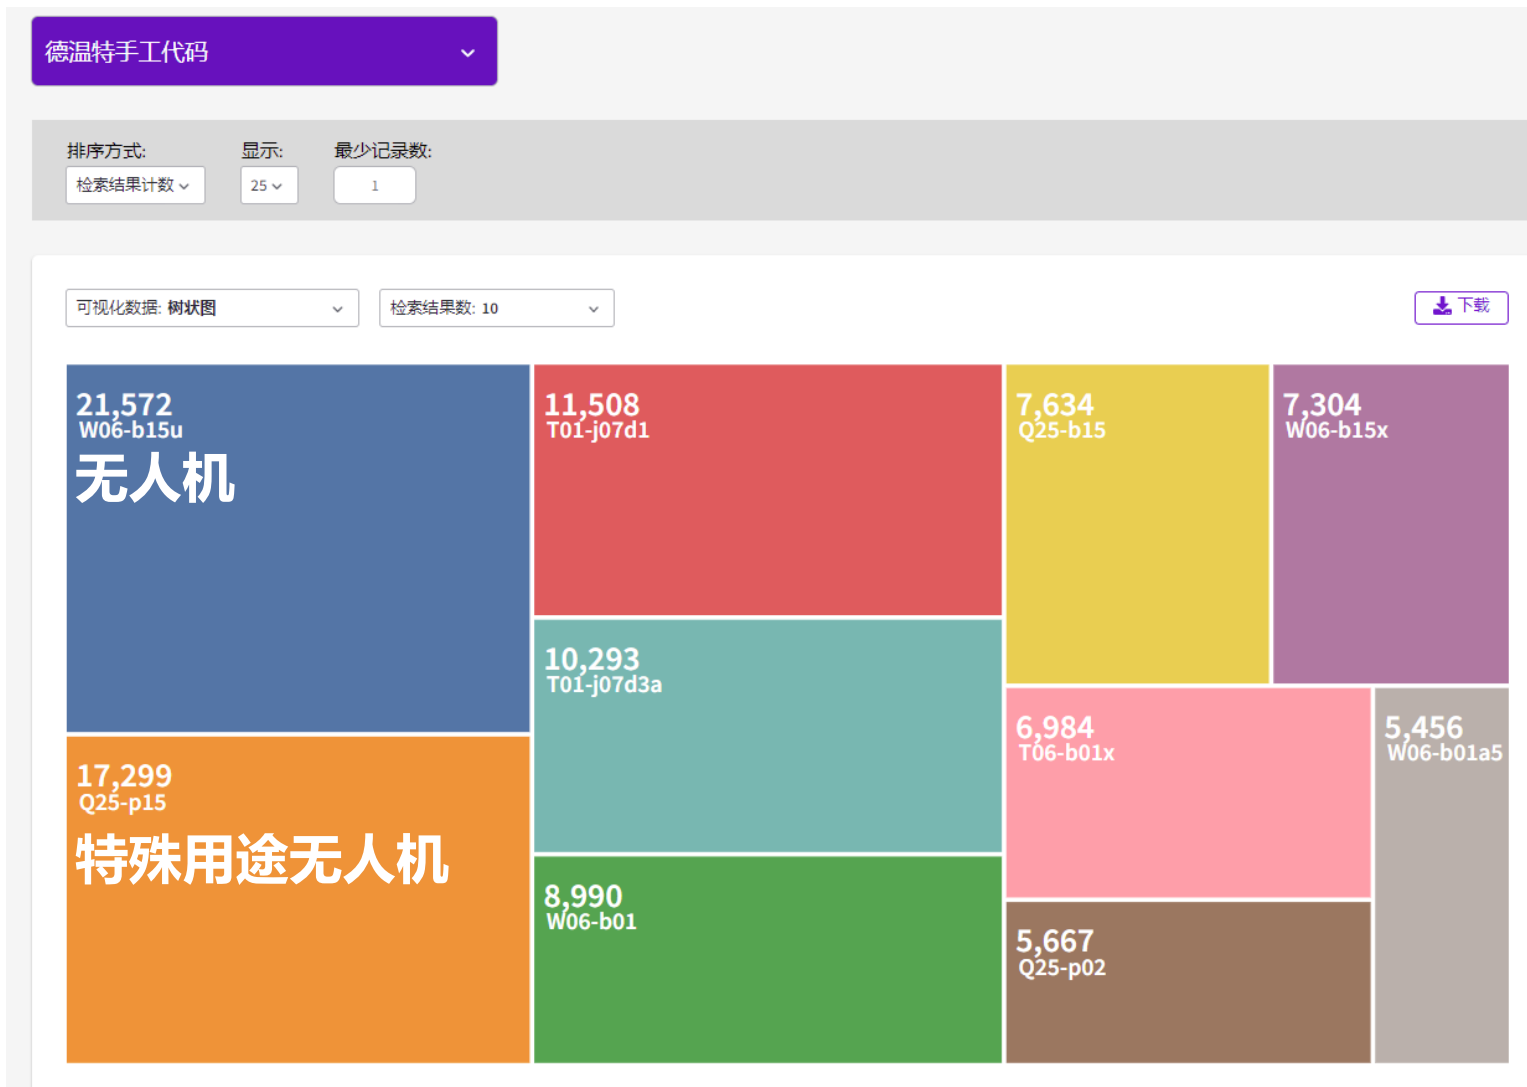 德温特手工代码
排序方式: 显示: 最少记录数:
检索结果计数 25 1
可视化数据: 树状图 检索结果数: 10 下载
21,572
W06-b15u
无人机
17,299
Q25-p15
特殊用途无人机
11,508
T01-j07d1
10,293
T01-j07d3a
8,990
W06-b01
7,634
Q25-b15
7,304
W06-b15x
6,984
T06-b01x
5,667
Q25-p02
5,456
W06-b01a5